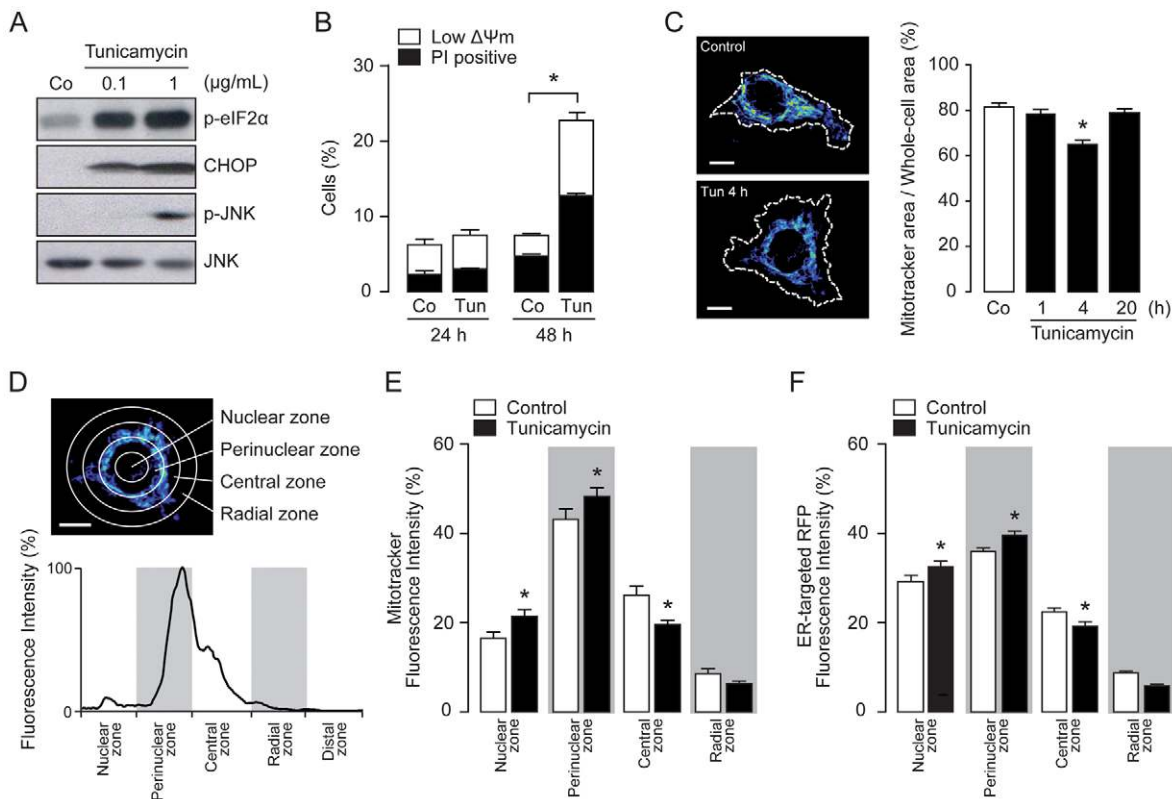 A
Tunicamycin
Co 0.1 1 (µg/mL)
p-eIF2α
CHOP
p-JNK
JNK
B
Low ΔΨm
PI positive
Cells (%)
30
20
10
0
*
Co Tun Co Tun
24 h 48 h
C
Control
Tun 4 h
Mitotracker area / Whole-cell area (%)
100
80
60
40
20
0
*
Co 1 4 20 (h)
Tunicamycin
D
Nuclear zone
Perinuclear zone
Central zone
Radial zone
Fluorescence Intensity (%)
100
0
Nuclear zone
Perinuclear zone
Central zone
Radial zone
Distal zone
E
Control
Tunicamycin
Mitotracker
Fluorescence Intensity (%)
60
40
20
0
*
*
*
Nuclear zone
Perinuclear zone
Central zone
Radial zone
F
Control
Tunicamycin
ER-targeted RFP
Fluorescence Intensity (%)
60
40
20
0
*
*
*
Nuclear zone
Perinuclear zone
Central zone
Radial zone